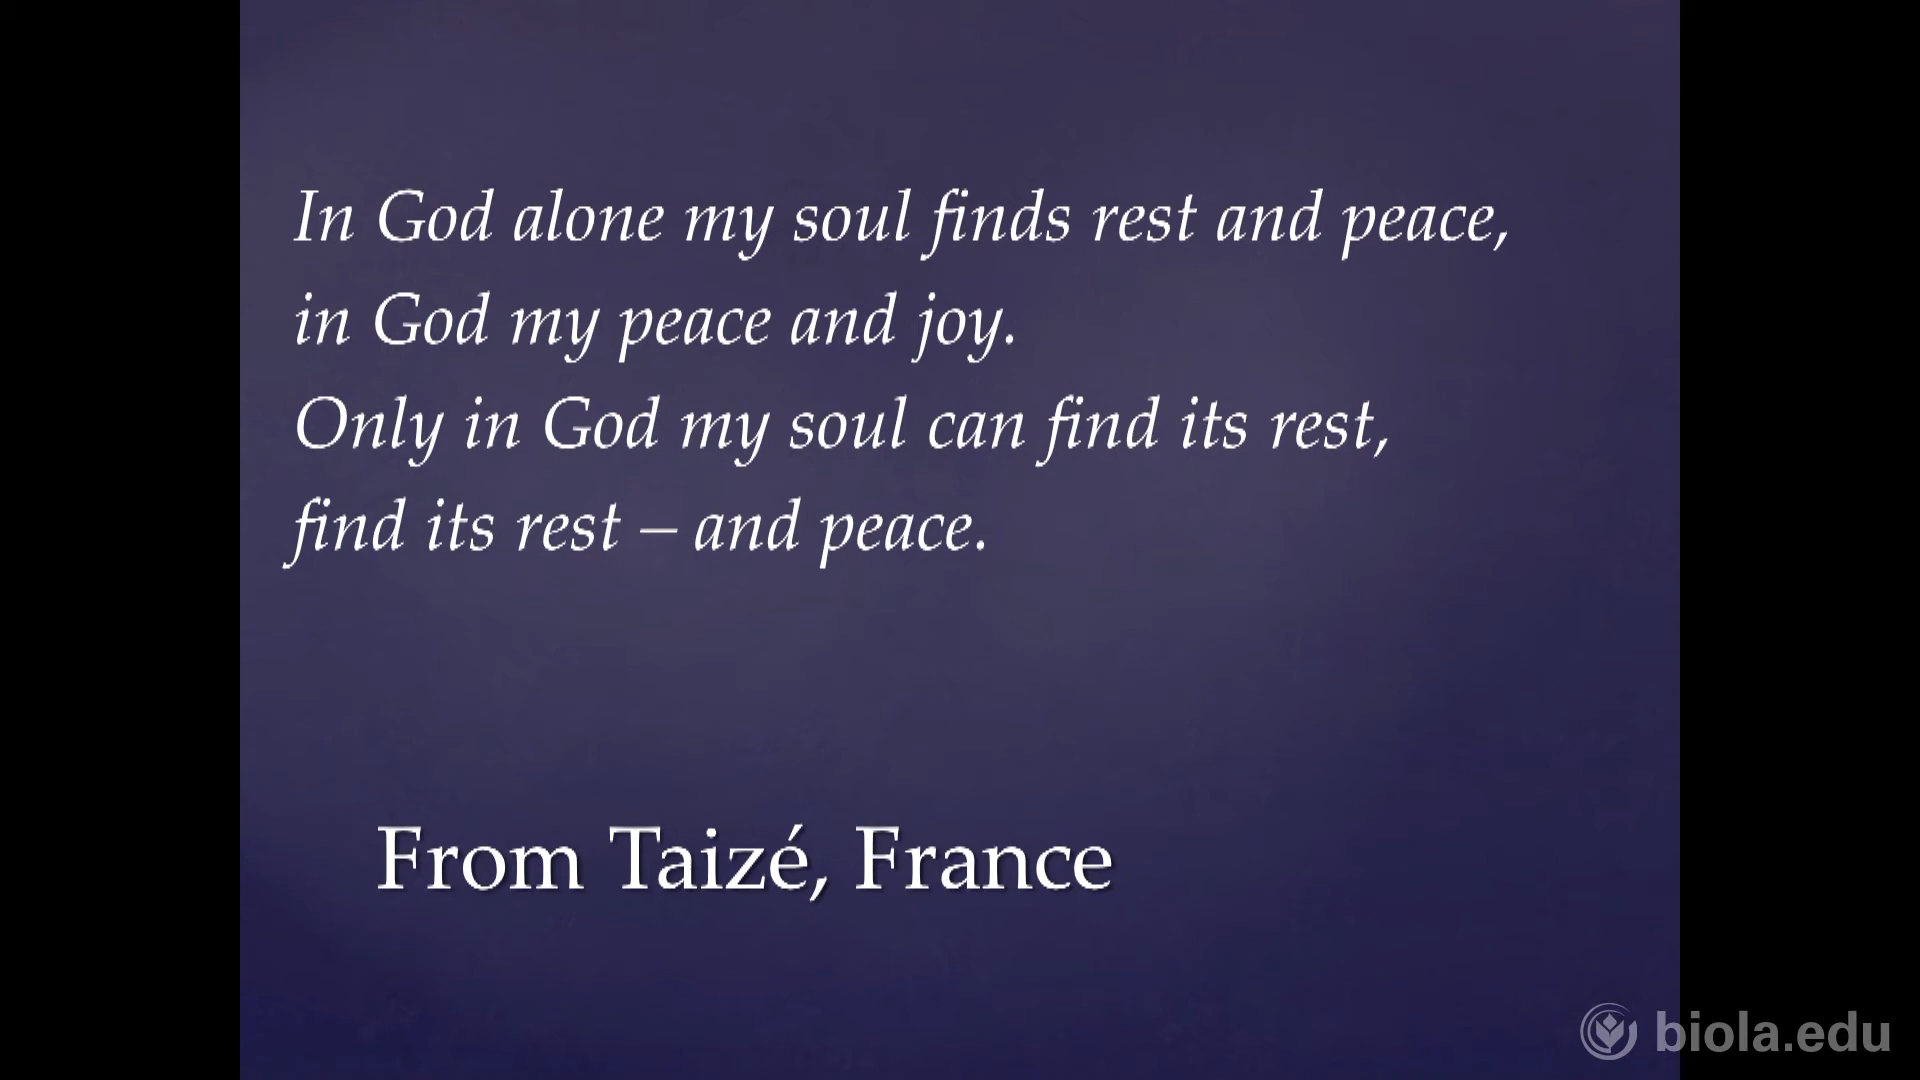 In God alone my soul finds rest and peace,
in God my peace and joy.
Only in God my soul can find its rest,
find its rest – and peace.
From Taizé, France
biola.edu